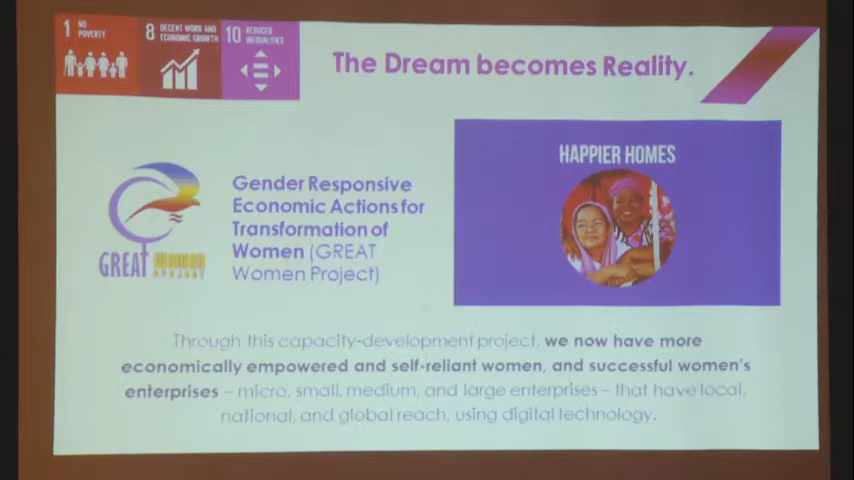 1 NO
POVERTY
8 DECENT WORK AND
ECONOMIC GROWTH
10 REDUCED
INEQUALITIES
The Dream becomes Reality.
HAPPIER HOMES
GREAT WOMEN
PROJECT
Gender Responsive
Economic Actions for
Transformation of
Women (GREAT
Women Project)
Through this capacity-development project, we now have more
economically empowered and self-reliant women, and successful women's
enterprises – micro, small, medium, and large enterprises – that have local,
national, and global reach, using digital technology.